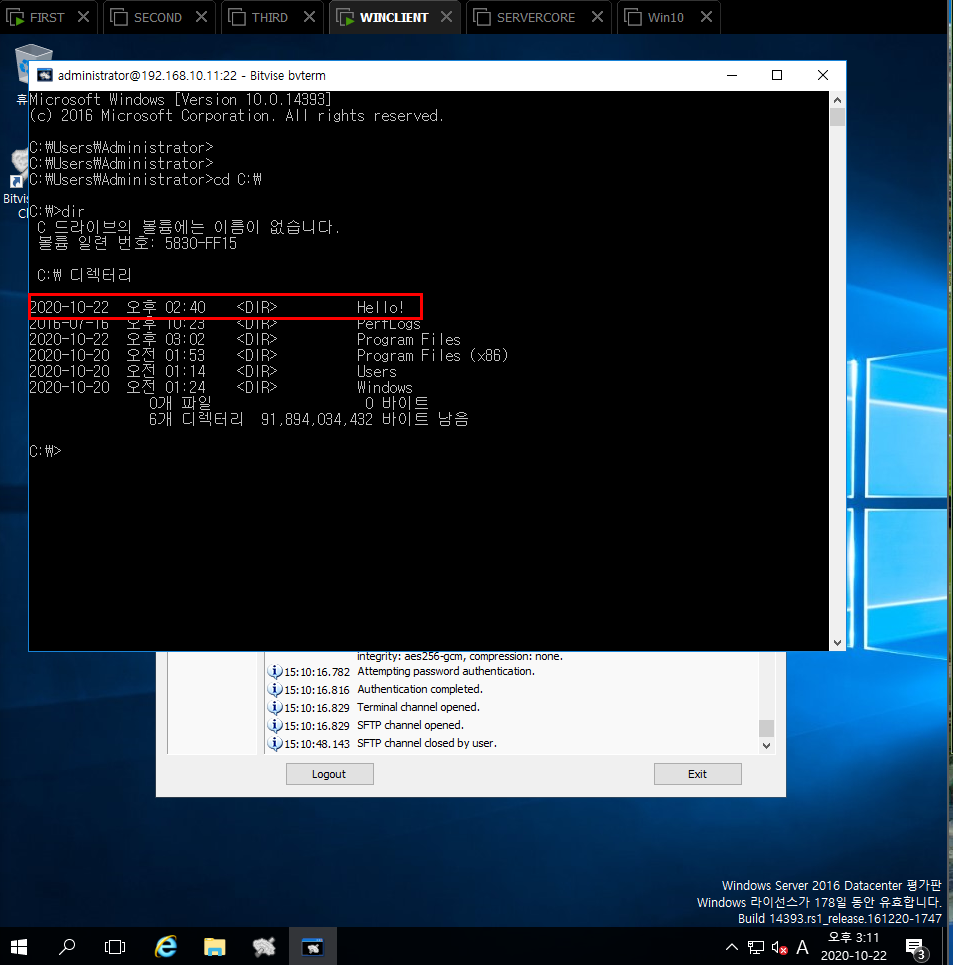 FIRST SECOND THIRD WINCLIENT SERVERCORE Win10
휴
administrator@192.168.10.11:22 - Bitvise bvterm
Microsoft Windows [Version 10.0.14393]
(c) 2016 Microsoft Corporation. All rights reserved.
C:₩Users₩Administrator>
C:₩Users₩Administrator>
C:₩Users₩Administrator>cd C:₩
Bitvis
Cl
C:₩>dir
C 드라이브의 볼륨에는 이름이 없습니다.
볼륨 일련 번호: 5830-FF15
C:₩ 디렉터리
2020-10-22 오후 02:40 <DIR> Hello!
2016-07-16 오후 10:23 <DIR> PerfLogs
2020-10-22 오후 03:02 <DIR> Program Files
2020-10-20 오전 01:53 <DIR> Program Files (x86)
2020-10-20 오전 01:14 <DIR> Users
2020-10-20 오전 01:24 <DIR> Windows
0개 파일 0 바이트
6개 디렉터리 91,894,034,432 바이트 남음
C:₩>
integrity: aes256-gcm, compression: none.
15:10:16.782 Attempting password authentication.
15:10:16.816 Authentication completed.
15:10:16.829 Terminal channel opened.
15:10:16.829 SFTP channel opened.
15:10:48.143 SFTP channel closed by user.
Logout Exit
Windows Server 2016 Datacenter 평가판
Windows 라이선스가 178일 동안 유효합니다.
Build 14393.rs1_release.161220-1747
A 오후 3:11
2020-10-22
3